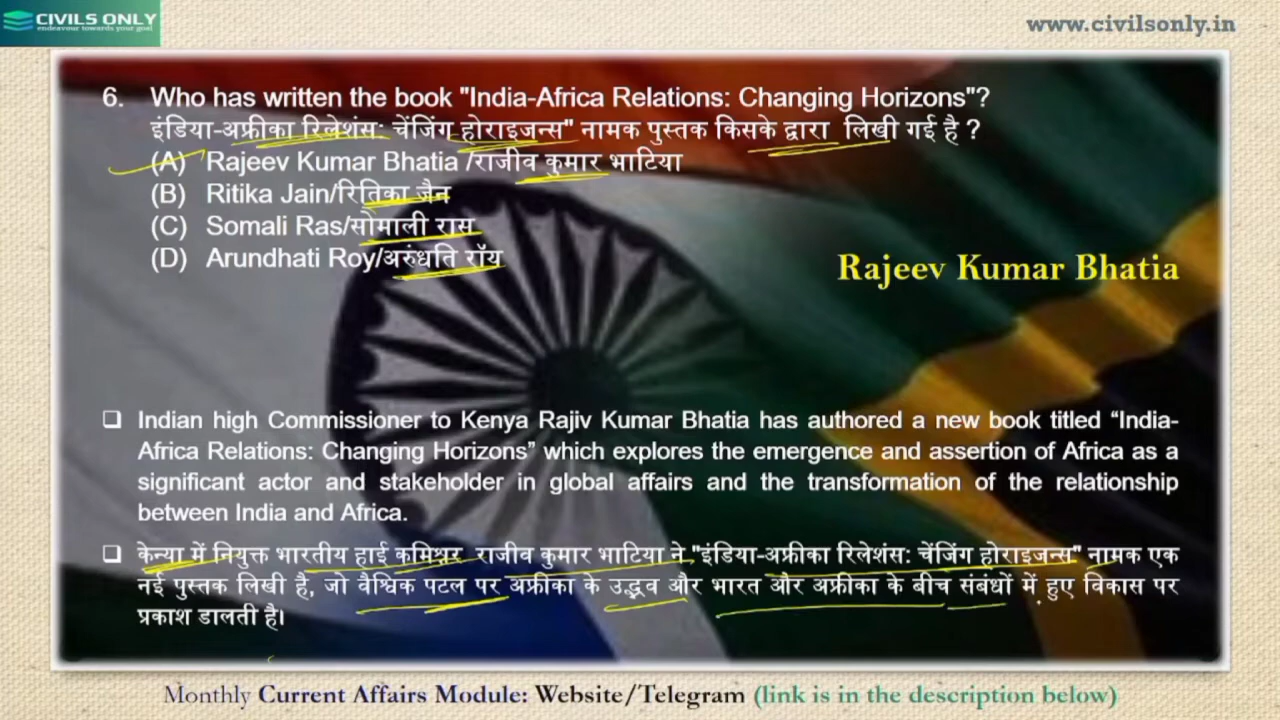 CIVILS ONLY
endeavour towards your goal
www.civilsonly.in
6. Who has written the book "India-Africa Relations: Changing Horizons"?
इंडिया-अफ्रीका रिलेशंस: चेंजिंग होराइजन्स" नामक पुस्तक किसके द्वारा लिखी गई है ?
(A) Rajeev Kumar Bhatia /राजीव कुमार भाटिया
(B) Ritika Jain/रितिका जैन
(C) Somali Ras/सोमाली रास
(D) Arundhati Roy/अरुंधति रॉय
Rajeev Kumar Bhatia
❑ Indian high Commissioner to Kenya Rajiv Kumar Bhatia has authored a new book titled “India-
Africa Relations: Changing Horizons” which explores the emergence and assertion of Africa as a
significant actor and stakeholder in global affairs and the transformation of the relationship
between India and Africa.
❑ केन्या में नियुक्त भारतीय हाई कमिश्नर राजीव कुमार भाटिया ने "इंडिया-अफ्रीका रिलेशंस: चेंजिंग होराइजन्स" नामक एक
नई पुस्तक लिखी है, जो वैश्विक पटल पर अफ्रीका के उद्भव और भारत और अफ्रीका के बीच संबंधों में हुए विकास पर
प्रकाश डालती है।
Monthly Current Affairs Module: Website/Telegram (link is in the description below)